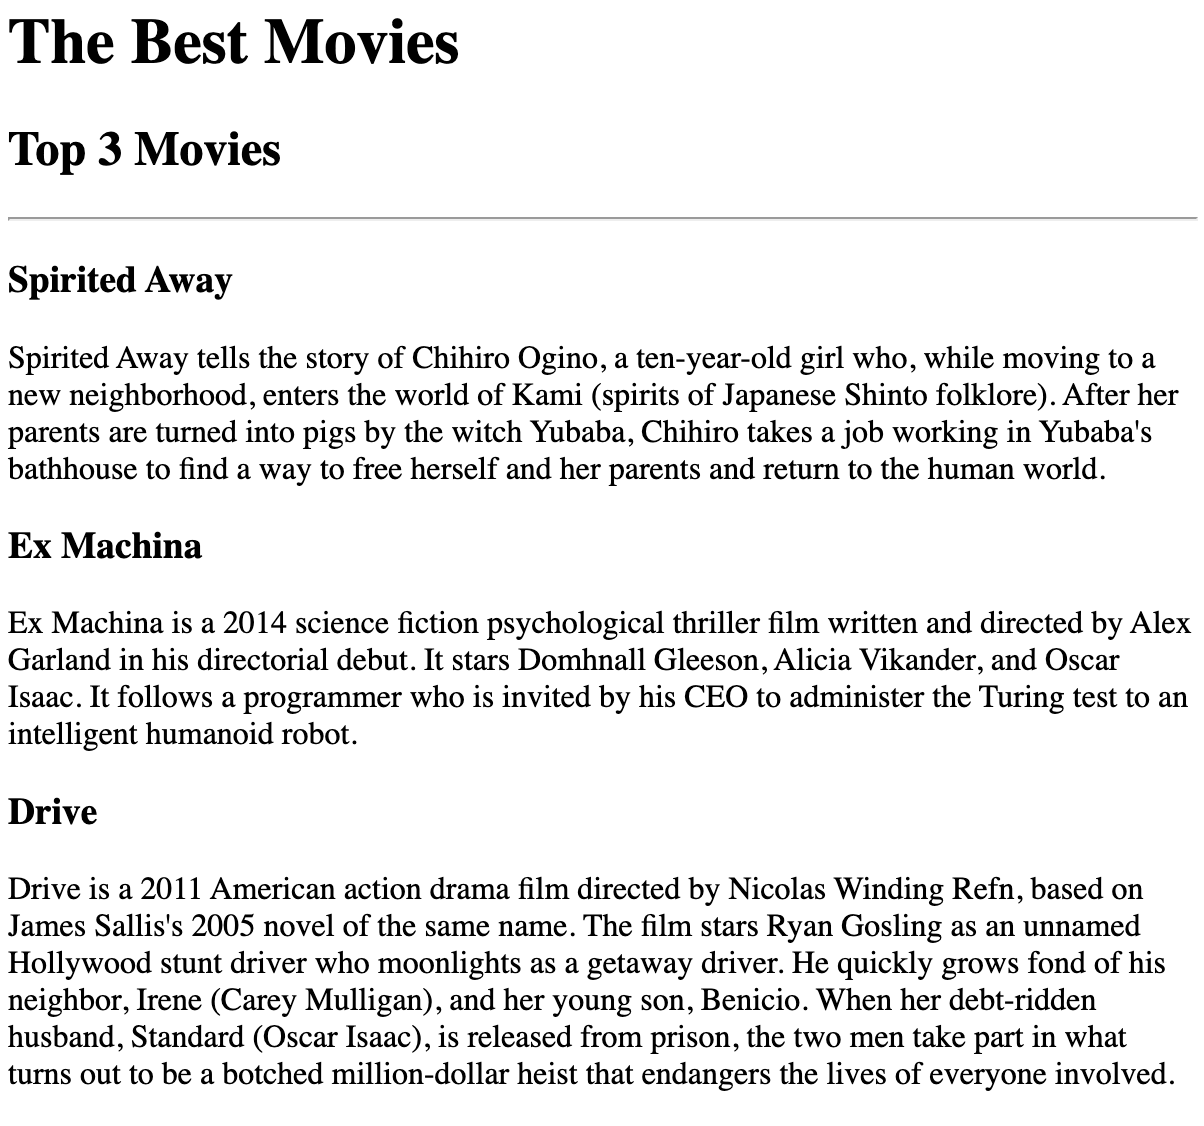 The Best Movies
Top 3 Movies
Spirited Away
Spirited Away tells the story of Chihiro Ogino, a ten-year-old girl who, while moving to a
new neighborhood, enters the world of Kami (spirits of Japanese Shinto folklore). After her
parents are turned into pigs by the witch Yubaba, Chihiro takes a job working in Yubaba's
bathhouse to find a way to free herself and her parents and return to the human world.
Ex Machina
Ex Machina is a 2014 science fiction psychological thriller film written and directed by Alex
Garland in his directorial debut. It stars Domhnall Gleeson, Alicia Vikander, and Oscar
Isaac. It follows a programmer who is invited by his CEO to administer the Turing test to an
intelligent humanoid robot.
Drive
Drive is a 2011 American action drama film directed by Nicolas Winding Refn, based on
James Sallis's 2005 novel of the same name. The film stars Ryan Gosling as an unnamed
Hollywood stunt driver who moonlights as a getaway driver. He quickly grows fond of his
neighbor, Irene (Carey Mulligan), and her young son, Benicio. When her debt-ridden
husband, Standard (Oscar Isaac), is released from prison, the two men take part in what
turns out to be a botched million-dollar heist that endangers the lives of everyone involved.